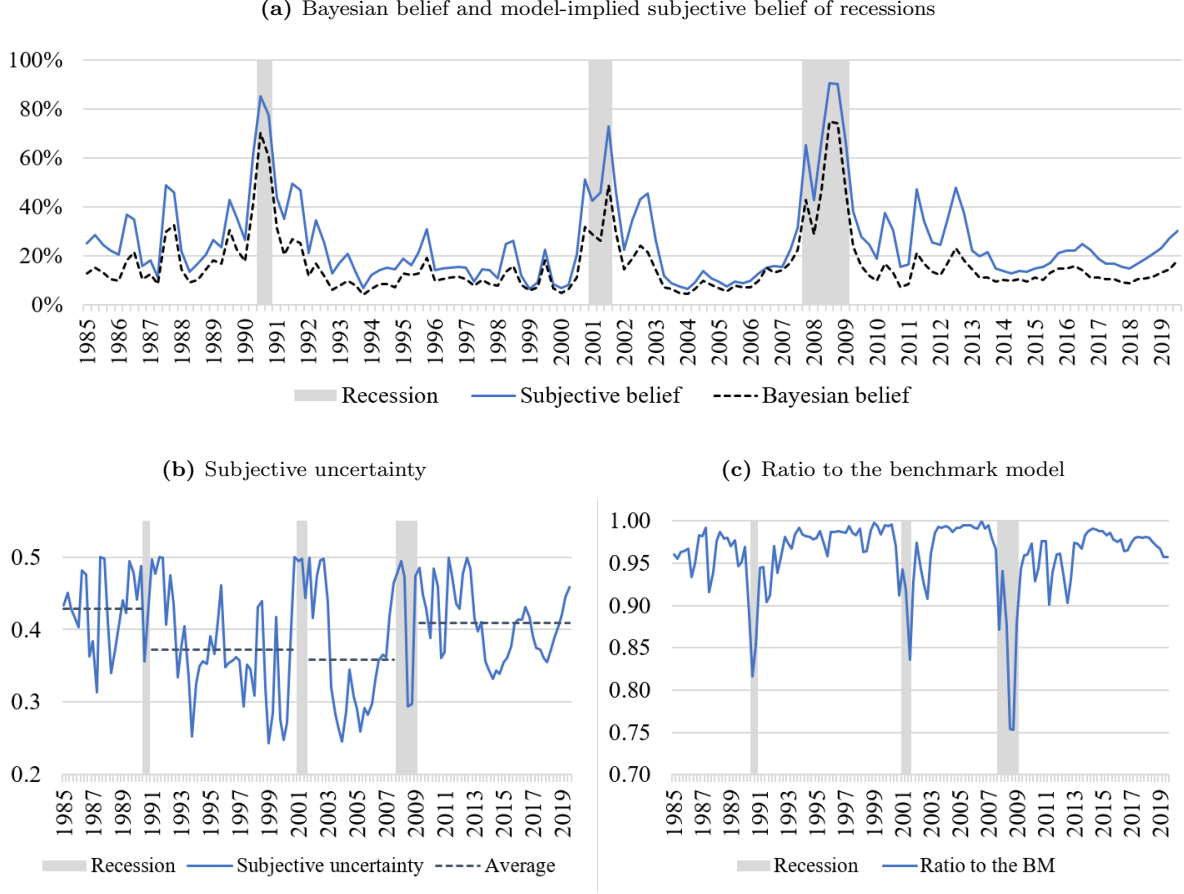 (a) Bayesian belief and model-implied subjective belief of recessions
100%
80%
60%
40%
20%
0%
1985 1986 1987 1988 1989 1990 1991 1992 1993 1994 1995 1996 1997 1998 1999 2000 2001 2002 2003 2004 2005 2006 2007 2008 2009 2010 2011 2012 2013 2014 2015 2016 2017 2018 2019
Recession Subjective belief Bayesian belief
(b) Subjective uncertainty
0.5
0.4
0.3
0.2
1985 1987 1989 1991 1993 1995 1997 1999 2001 2003 2005 2007 2009 2011 2013 2015 2017 2019
Recession Subjective uncertainty Average
(c) Ratio to the benchmark model
1.00
0.95
0.90
0.85
0.80
0.75
0.70
1985 1987 1989 1991 1993 1995 1997 1999 2001 2003 2005 2007 2009 2011 2013 2015 2017 2019
Recession Ratio to the BM